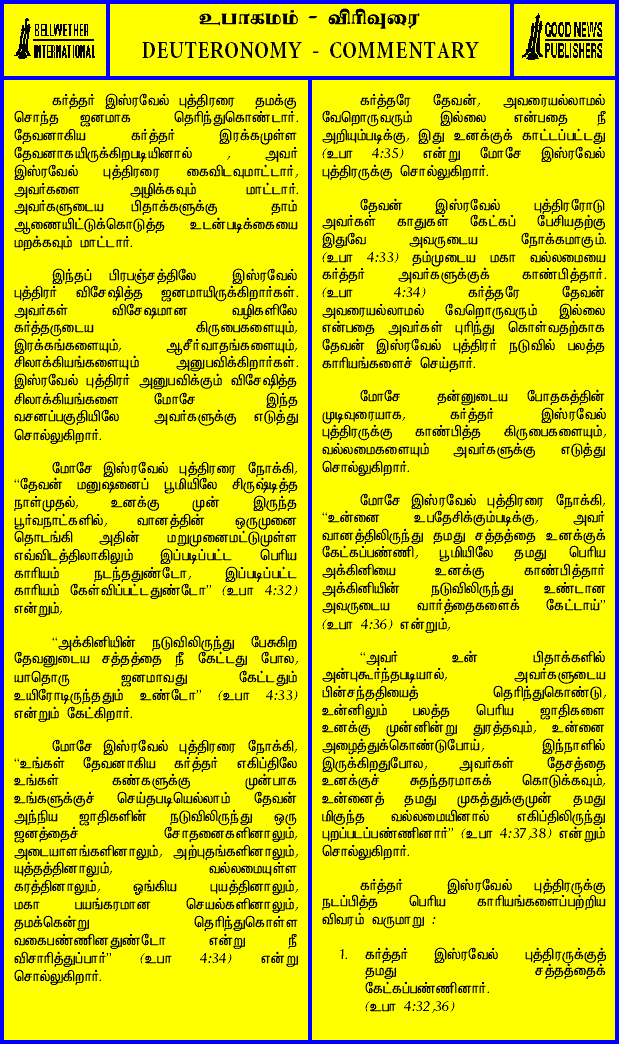 BELLWETHER
INTERNATIONAL
உபாகமம் - விரிவுரை
DEUTERONOMY - COMMENTARY
GOOD NEWS
PUBLISHERS
கர்த்தர் இஸ்ரவேல் புத்திரரை தமக்கு
சொந்த ஜனமாக தெரிந்துகொண்டார்.
தேவனாகிய கர்த்தர் இரக்கமுள்ள
தேவனாகயிருக்கிறபடியினால் , அவர்
இஸ்ரவேல் புத்திரரை கைவிடவுமாட்டார்,
அவர்களை அழிக்கவும் மாட்டார்.
அவர்களுடைய பிதாக்களுக்கு தாம்
ஆணையிட்டுக்கொடுத்த உடன்படிக்கையை
மறக்கவும் மாட்டார்.
இந்தப் பிரபஞ்சத்திலே இஸ்ரவேல்
புத்திரர் விசேஷித்த ஜனமாயிருக்கிறார்கள்.
அவர்கள் விசேஷமான வழிகளிலே
கர்த்தருடைய கிருபைகளையும்,
இரக்கங்களையும், ஆசீர்வாதங்களையும்,
சிலாக்கியங்களையும் அனுபவிக்கிறார்கள்.
இஸ்ரவேல் புத்திரர் அனுபவிக்கும் விசேஷித்த
சிலாக்கியங்களை மோசே இந்த
வசனப்பகுதியிலே அவர்களுக்கு எடுத்து
சொல்லுகிறார்.
மோசே இஸ்ரவேல் புத்திரரை நோக்கி,
“தேவன் மனுஷனைப் பூமியிலே சிருஷ்டித்த
நாள்முதல், உனக்கு முன் இருந்த
பூர்வநாட்களில், வானத்தின் ஒருமுனை
தொடங்கி அதின் மறுமுனைமட்டுமுள்ள
எவ்விடத்திலாகிலும் இப்படிப்பட்ட பெரிய
காரியம் நடந்ததுண்டோ, இப்படிப்பட்ட
காரியம் கேள்விப்பட்டதுண்டோ” (உபா 4:32)
என்றும்,
“அக்கினியின் நடுவிலிருந்து பேசுகிற
தேவனுடைய சத்தத்தை நீ கேட்டது போல,
யாதொரு ஜனமாவது கேட்டதும்
உயிரோடிருந்ததும் உண்டோ” (உபா 4:33)
என்றும் கேட்கிறார்.
மோசே இஸ்ரவேல் புத்திரரை நோக்கி,
“உங்கள் தேவனாகிய கர்த்தர் எகிப்திலே
உங்கள் கண்களுக்கு முன்பாக
உங்களுக்குச் செய்தபடியெல்லாம் தேவன்
அந்நிய ஜாதிகளின் நடுவிலிருந்து ஒரு
ஜனத்தைச் சோதனைகளினாலும்,
அடையாளங்களினாலும், அற்புதங்களினாலும்,
யுத்தத்தினாலும், வல்லமையுள்ள
கரத்தினாலும், ஓங்கிய புயத்தினாலும்,
மகா பயங்கரமான செயல்களினாலும்,
தமக்கென்று தெரிந்துகொள்ள
வகைபண்ணினதுண்டோ என்று நீ
விசாரித்துப்பார்” (உபா 4:34) என்று
சொல்லுகிறார்.
கர்த்தரே தேவன், அவரையல்லாமல்
வேறொருவரும் இல்லை என்பதை நீ
அறியும்படிக்கு, இது உனக்குக் காட்டப்பட்டது
(உபா 4:35) என்று மோசே இஸ்ரவேல்
புத்திரருக்கு சொல்லுகிறார்.
தேவன் இஸ்ரவேல் புத்திரரோடு
அவர்கள் காதுகள் கேட்கப் பேசியதற்கு
இதுவே அவருடைய நோக்கமாகும்.
(உபா 4:33) தம்முடைய மகா வல்லமையை
கர்த்தர் அவர்களுக்குக் காண்பித்தார்.
(உபா 4:34) கர்த்தரே தேவன்
அவரையல்லாமல் வேறொருவரும் இல்லை
என்பதை அவர்கள் புரிந்து கொள்வதற்காக
தேவன் இஸ்ரவேல் புத்திரர் நடுவில் பலத்த
காரியங்களைச் செய்தார்.
மோசே தன்னுடைய போதகத்தின்
முடிவுரையாக, கர்த்தர் இஸ்ரவேல்
புத்திரருக்கு காண்பித்த கிருபைகளையும்,
வல்லமைகளையும் அவர்களுக்கு எடுத்து
சொல்லுகிறார்.
மோசே இஸ்ரவேல் புத்திரரை நோக்கி,
“உன்னை உபதேசிக்கும்படிக்கு, அவர்
வானத்திலிருந்து தமது சத்தத்தை உனக்குக்
கேட்கப்பண்ணி, பூமியிலே தமது பெரிய
அக்கினியை உனக்கு காண்பித்தார்
அக்கினியின் நடுவிலிருந்து உண்டான
அவருடைய வார்த்தைகளைக் கேட்டாய்”
(உபா 4:36) என்றும்,
“அவர் உன் பிதாக்களில்
அன்புகூர்ந்தபடியால், அவர்களுடைய
பின்சந்ததியைத் தெரிந்துகொண்டு,
உன்னிலும் பலத்த பெரிய ஜாதிகளை
உனக்கு முன்னின்று துரத்தவும், உன்னை
அழைத்துக்கொண்டுபோய், இந்நாளில்
இருக்கிறதுபோல, அவர்கள் தேசத்தை
உனக்குச் சுதந்தரமாகக் கொடுக்கவும்,
உன்னைத் தமது முகத்துக்குமுன் தமது
மிகுந்த வல்லமையினால் எகிப்திலிருந்து
புறப்படப்பண்ணினார்” (உபா 4:37,38) என்றும்
சொல்லுகிறார்.
கர்த்தர் இஸ்ரவேல் புத்திரருக்கு
நடப்பித்த பெரிய காரியங்களைப்பற்றிய
விவரம் வருமாறு :
1. கர்த்தர் இஸ்ரவேல் புத்திரருக்குத்
தமது சத்தத்தைக்
கேட்கப்பண்ணினார்.
(உபா 4:32,36)